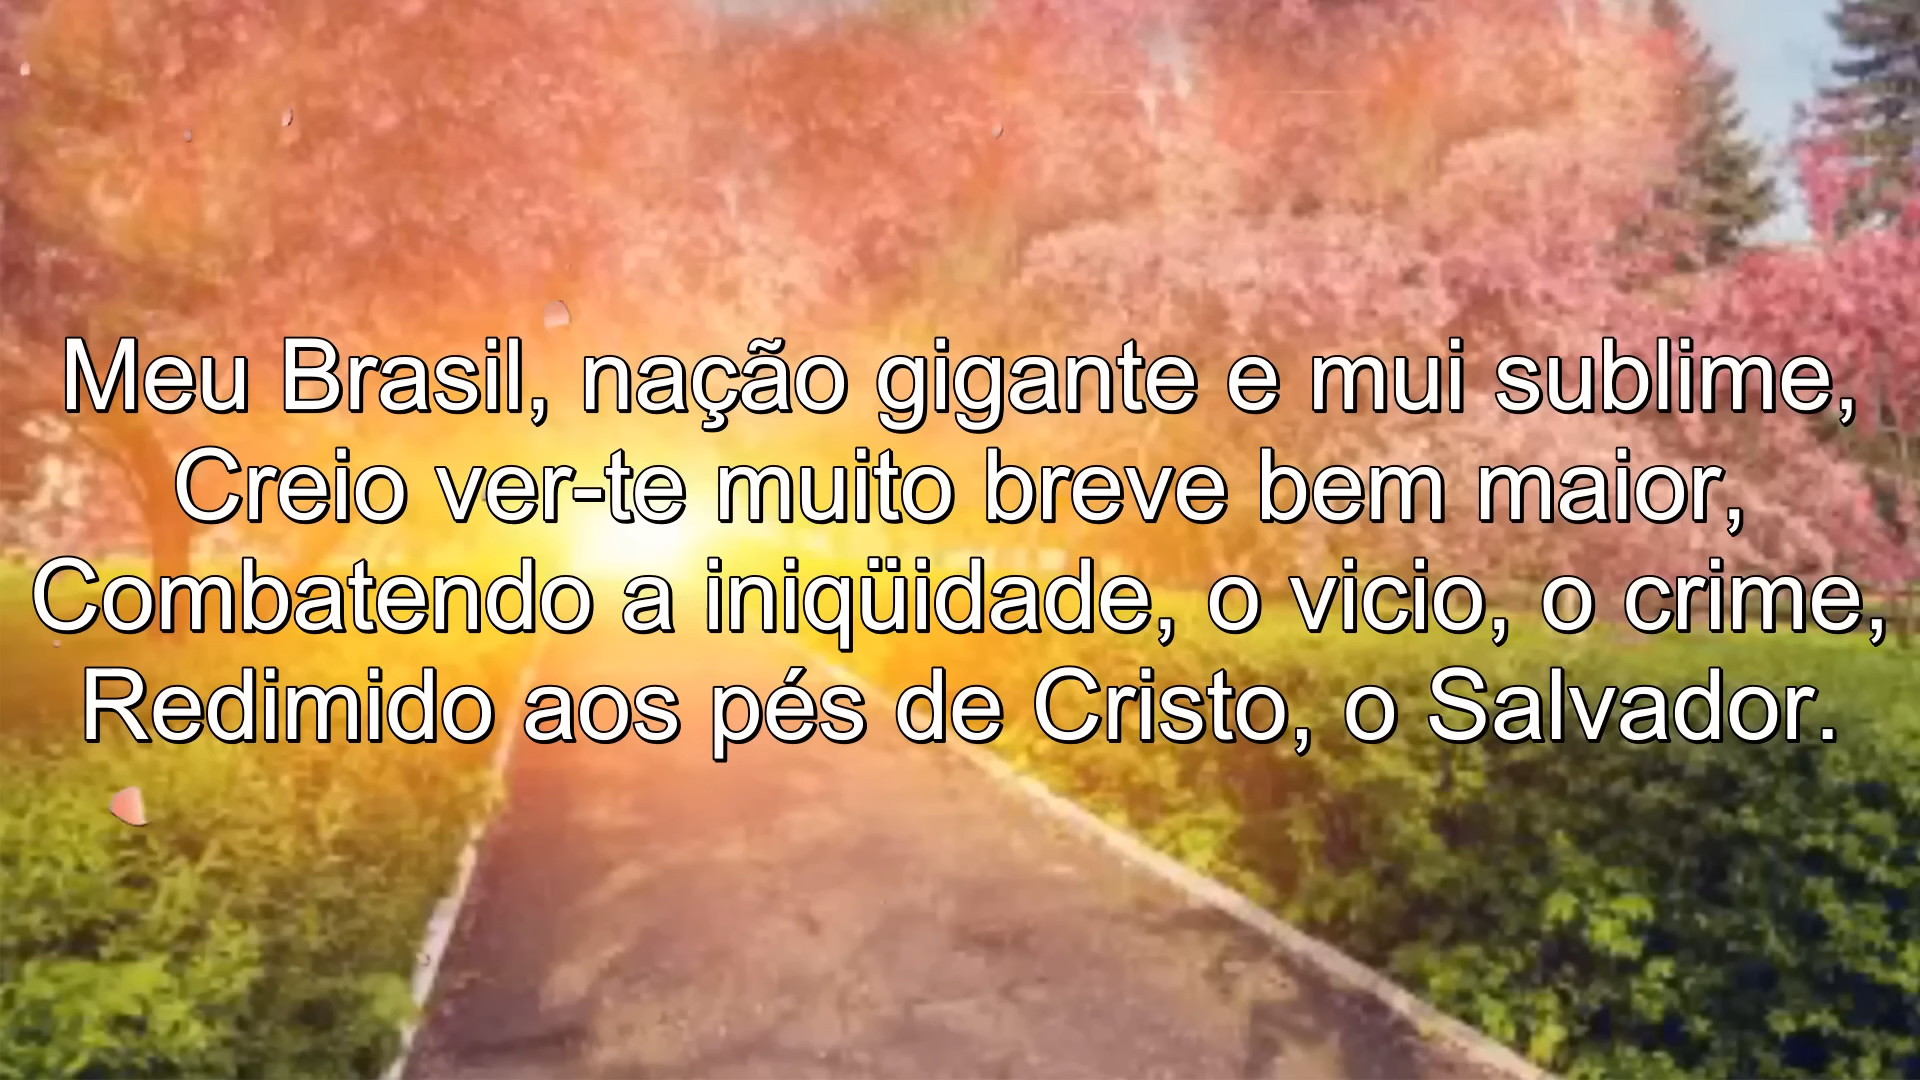 Meu Brasil, nação gigante e mui sublime,
Creio ver-te muito breve bem maior,
Combatendo a iniqüidade, o vicio, o crime,
Redimido aos pés de Cristo, o Salvador.